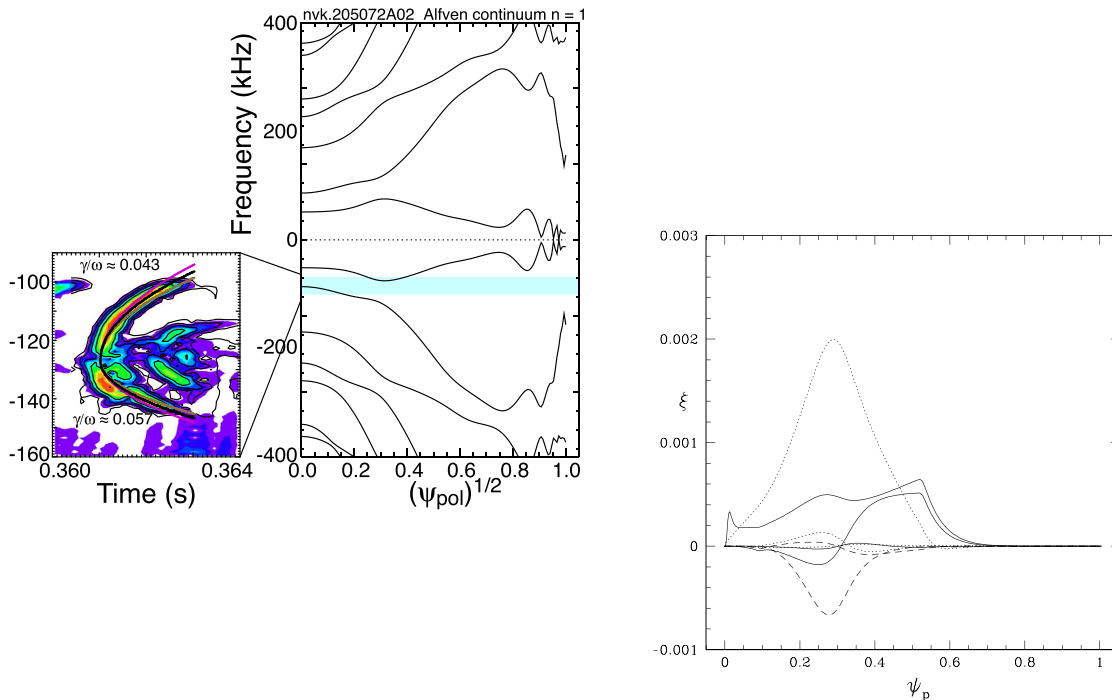 nvk.205072A02 Alfven continuum n = 1
400
200
0
-200
-400
Frequency (kHz)
0.0 0.2 0.4 0.6 0.8 1.0
(ψpol)1/2
γ/ω ≈ 0.043
γ/ω ≈ 0.057
-100
-120
-140
-160
0.360 0.364
Time (s)
0.003
0.002
0.001
0
-0.001
ξ
0 0.2 0.4 0.6 0.8 1
ψp